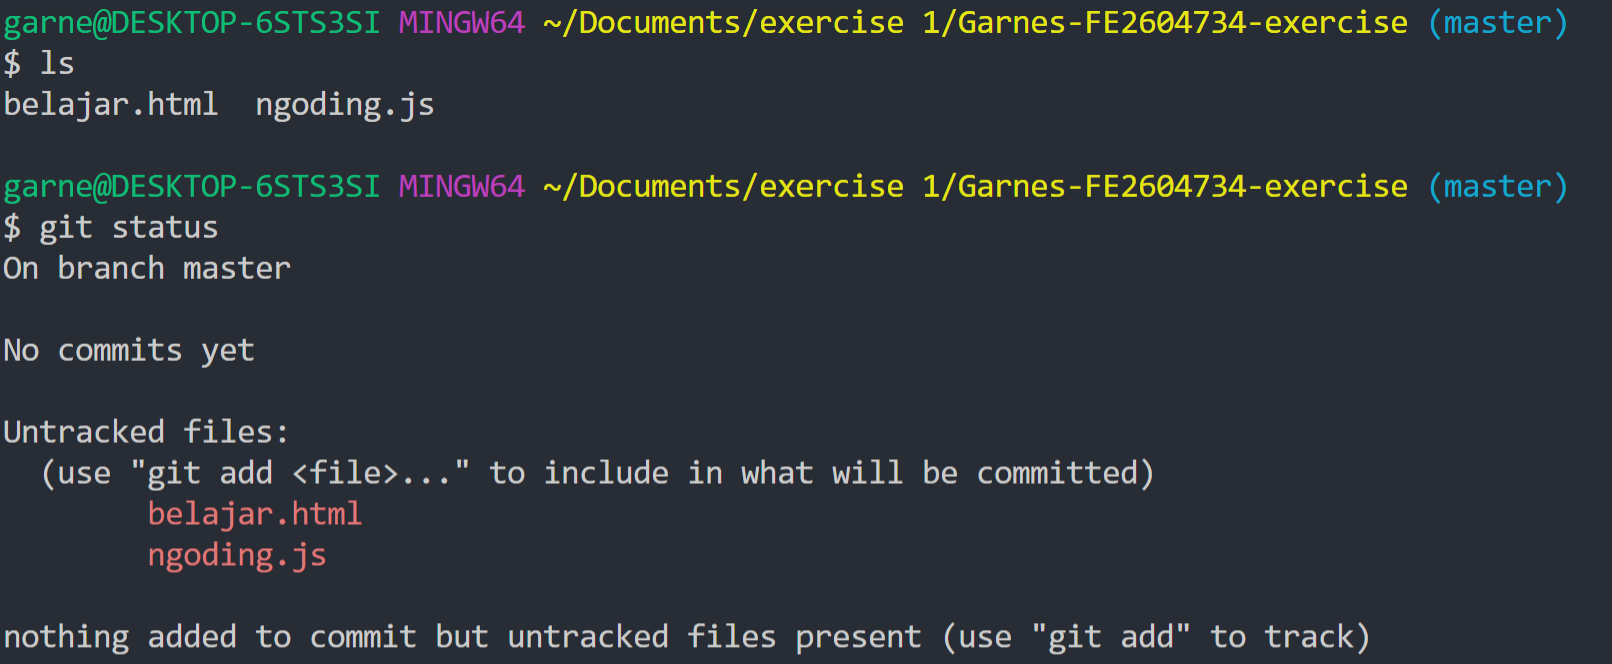 garne@DESKTOP-6STS3SI MINGW64 ~/Documents/exercise 1/Garnes-FE2604734-exercise (master)
$ ls
belajar.html  ngoding.js
garne@DESKTOP-6STS3SI MINGW64 ~/Documents/exercise 1/Garnes-FE2604734-exercise (master)
$ git status
On branch master
No commits yet
Untracked files:
  (use "git add <file>..." to include in what will be committed)
        belajar.html
        ngoding.js
nothing added to commit but untracked files present (use "git add" to track)